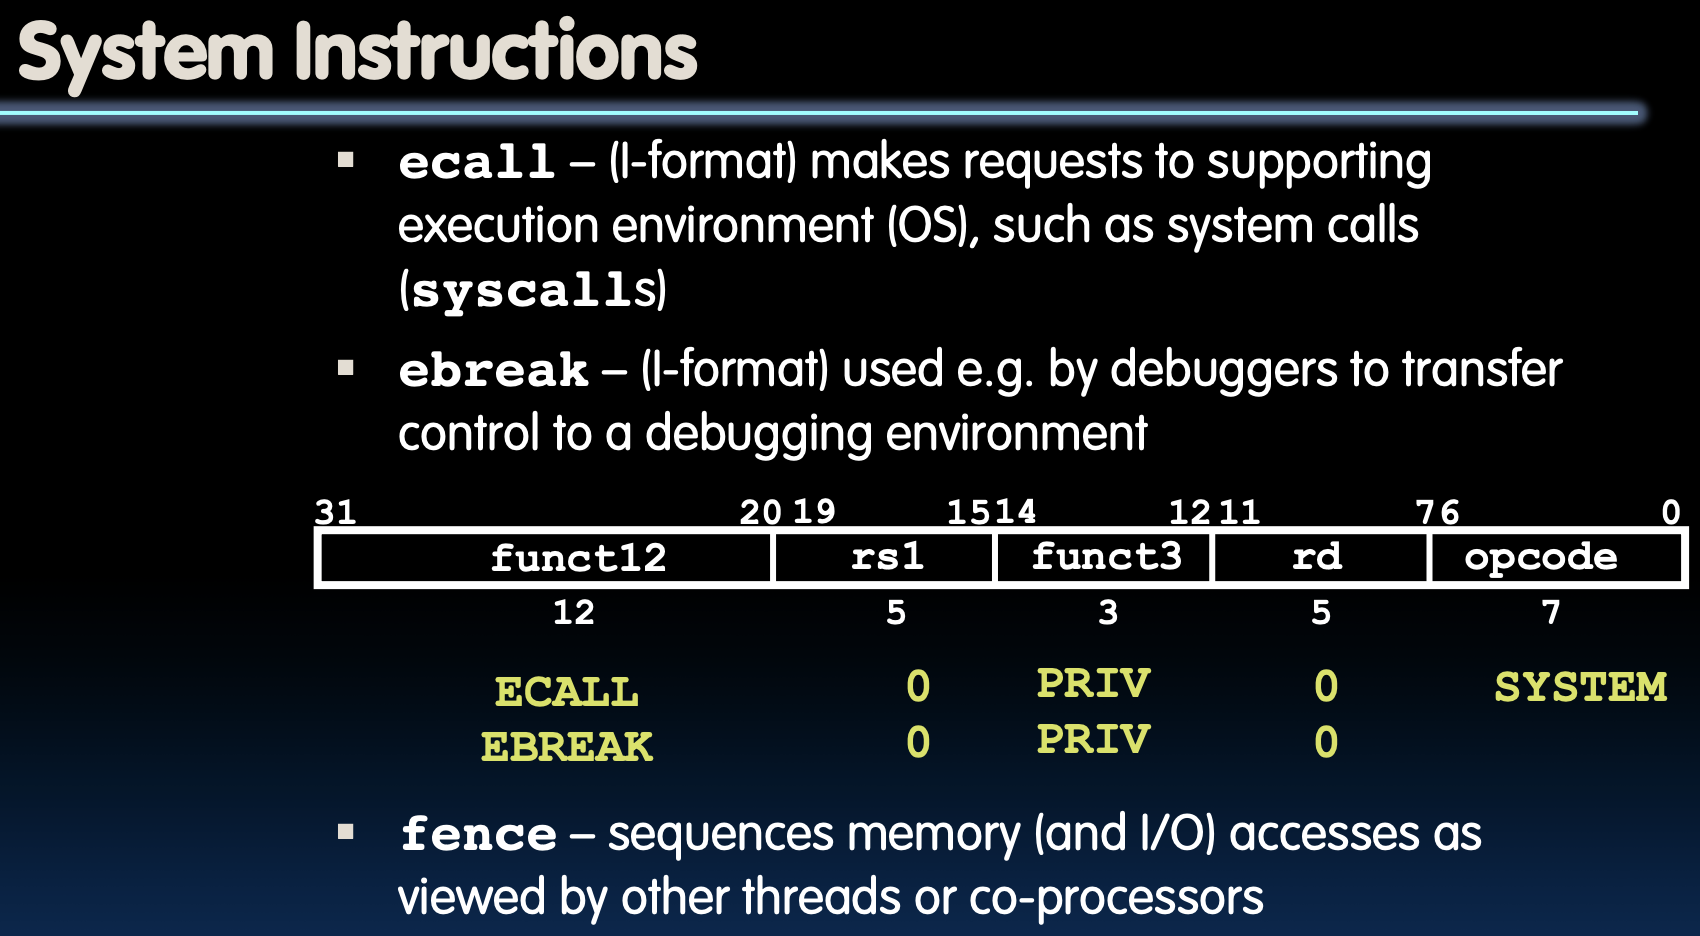 System Instructions
ecall – (I-format) makes requests to supporting
execution environment (OS), such as system calls
(syscalls)
ebreak – (I-format) used e.g. by debuggers to transfer
control to a debugging environment
31 20 19 15 14 12 11 7 6 0
funct12 rs1 funct3 rd opcode
12 5 3 5 7
ECALL 0 PRIV 0 SYSTEM
EBREAK 0 PRIV 0
fence – sequences memory (and I/O) accesses as
viewed by other threads or co-processors